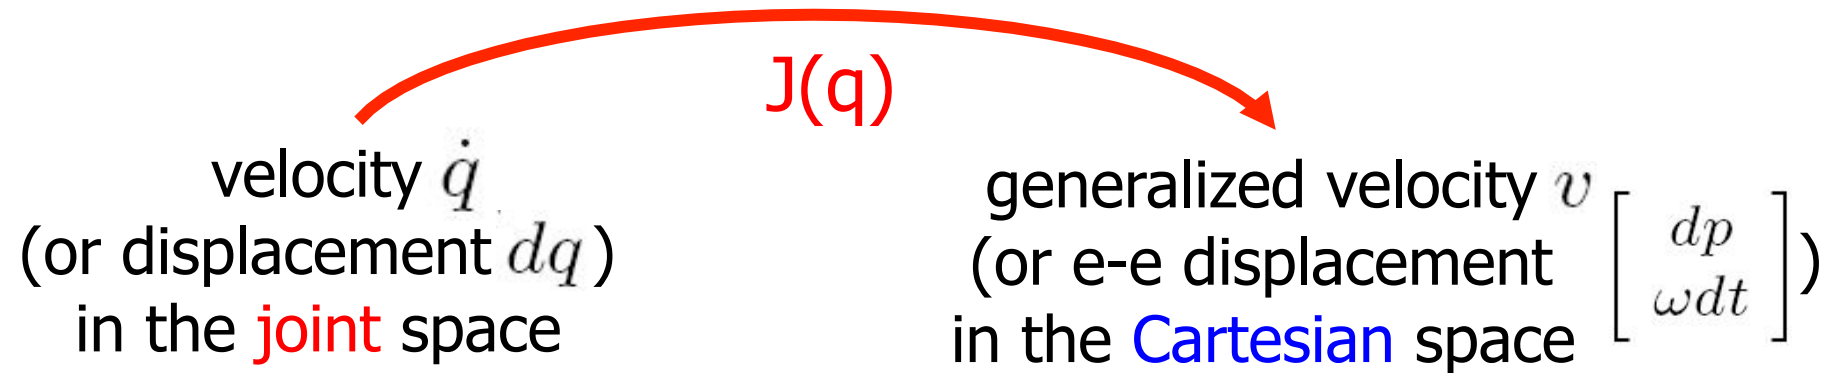 J(q)
velocity q̇
(or displacement dq)
in the joint space
generalized velocity v
(or e-e displacement [dp ωdt])
in the Cartesian space